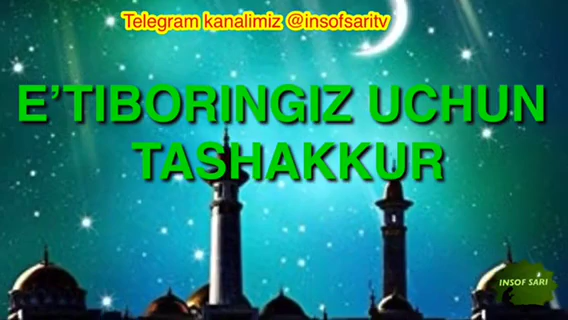 Telegram kanalimiz @insofsaritv
E’TIBORINGIZ UCHUN
TASHAKKUR
INSOF SARI